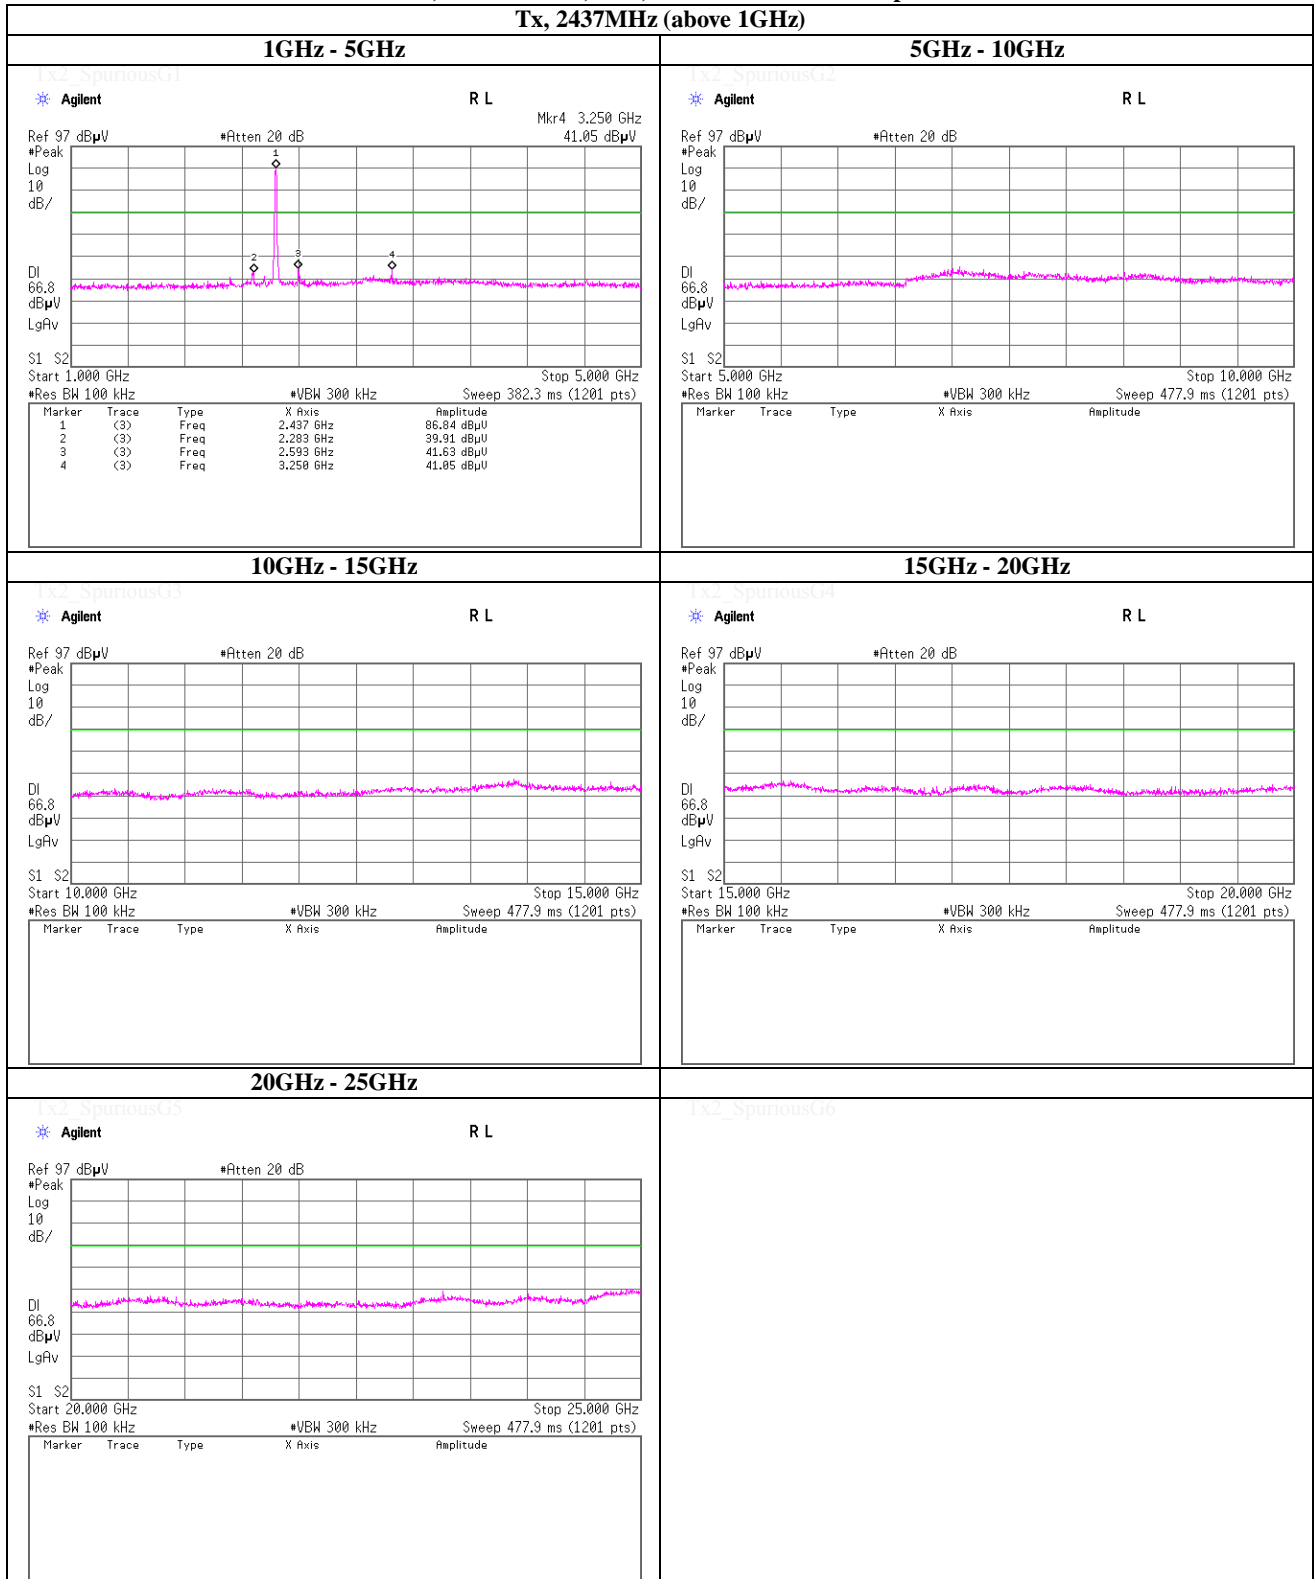 Tx, 2437MHz (above 1GHz)
1GHz - 5GHz
Tx2_SpuriousG1
Agilent
R L
Mkr4 3.250 GHz
Ref 97 dBµV
#Atten 20 dB
41.05 dBµV
#Peak
Log
10
dB/
1
2
3
4
DI
66.8
dBµV
LgAv
S1 S2
Start 1.000 GHz
Stop 5.000 GHz
#Res BW 100 kHz
#VBW 300 kHz
Sweep 382.3 ms (1201 pts)
Marker Trace Type X Axis Amplitude
1 (3) Freq 2.437 GHz 86.84 dBµV
2 (3) Freq 2.283 GHz 39.91 dBµV
3 (3) Freq 2.593 GHz 41.63 dBµV
4 (3) Freq 3.250 GHz 41.05 dBµV
5GHz - 10GHz
Tx2_SpuriousG2
Agilent
R L
Ref 97 dBµV
#Atten 20 dB
#Peak
Log
10
dB/
DI
66.8
dBµV
LgAv
S1 S2
Start 5.000 GHz
Stop 10.000 GHz
#Res BW 100 kHz
#VBW 300 kHz
Sweep 477.9 ms (1201 pts)
Marker Trace Type X Axis Amplitude
10GHz - 15GHz
Tx2_SpuriousG3
Agilent
R L
Ref 97 dBµV
#Atten 20 dB
#Peak
Log
10
dB/
DI
66.8
dBµV
LgAv
S1 S2
Start 10.000 GHz
Stop 15.000 GHz
#Res BW 100 kHz
#VBW 300 kHz
Sweep 477.9 ms (1201 pts)
Marker Trace Type X Axis Amplitude
15GHz - 20GHz
Tx2_SpuriousG4
Agilent
R L
Ref 97 dBµV
#Atten 20 dB
#Peak
Log
10
dB/
DI
66.8
dBµV
LgAv
S1 S2
Start 15.000 GHz
Stop 20.000 GHz
#Res BW 100 kHz
#VBW 300 kHz
Sweep 477.9 ms (1201 pts)
Marker Trace Type X Axis Amplitude
20GHz - 25GHz
Tx2_SpuriousG5
Agilent
R L
Ref 97 dBµV
#Atten 20 dB
#Peak
Log
10
dB/
DI
66.8
dBµV
LgAv
S1 S2
Start 20.000 GHz
Stop 25.000 GHz
#Res BW 100 kHz
#VBW 300 kHz
Sweep 477.9 ms (1201 pts)
Marker Trace Type X Axis Amplitude
Tx2_SpuriousG6